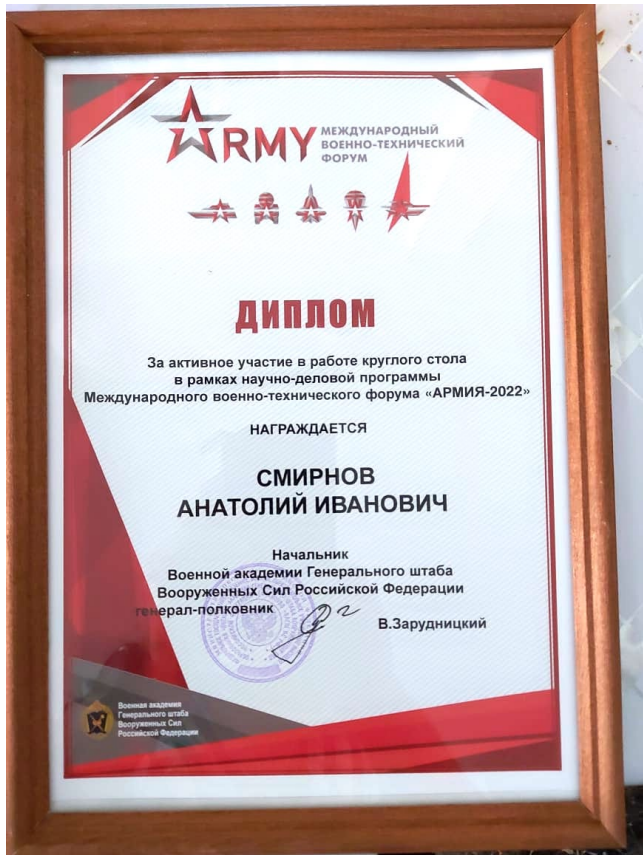 ARMY
МЕЖДУНАРОДНЫЙ
ВОЕННО-ТЕХНИЧЕСКИЙ
ФОРУМ
ДИПЛОМ
За активное участие в работе круглого стола
в рамках научно-деловой программы
Международного военно-технического форума «АРМИЯ-2022»
НАГРАЖДАЕТСЯ
СМИРНОВ
АНАТОЛИЙ ИВАНОВИЧ
Начальник
Военной академии Генерального штаба
Вооруженных Сил Российской Федерации
генерал-полковник
В.Зарудницкий
Военная академия
Генерального штаба
Вооруженных Сил
Российской Федерации